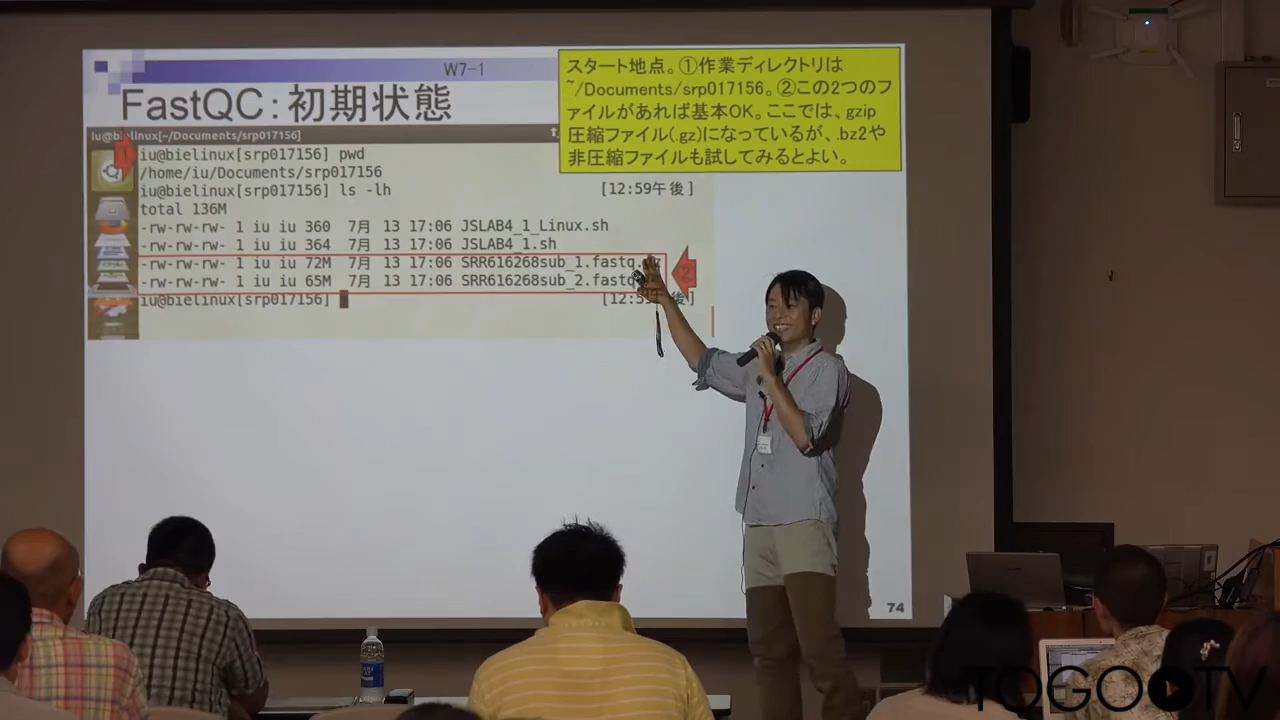 W7-1
FastQC：初期状態
スタート地点。①作業ディレクトリは
~/Documents/srp017156。②この2つのフ
ァイルがあれば基本OK。ここでは、gzip
圧縮ファイル(.gz)になっているが、.bz2や
非圧縮ファイルも試してみるとよい。
iu@bielinux[~/Documents/srp017156]
1
iu@bielinux[srp017156] pwd
/home/iu/Documents/srp017156
iu@bielinux[srp017156] ls -lh [12:59午後]
total 136M
-rw-rw-rw- 1 iu iu 360 7月 13 17:06 JSLAB4_1_Linux.sh
-rw-rw-rw- 1 iu iu 364 7月 13 17:06 JSLAB4_1.sh
-rw-rw-rw- 1 iu iu 72M 7月 13 17:06 SRR616268sub_1.fastq
-rw-rw-rw- 1 iu iu 65M 7月 13 17:06 SRR616268sub_2.fastq
②
iu@bielinux[srp017156] [12:59午後]
74
TOGOTV